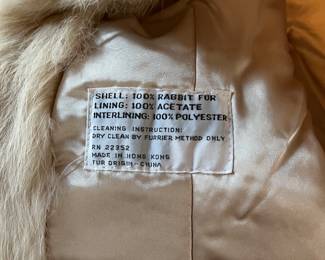 SHELL: 100% RABBIT FUR
LINING: 100% ACETATE
INTERLINING: 100% POLYESTER
CLEANING INSTRUCTION:
DRY CLEAN BY FURRIER METHOD ONLY
RN 22352
MADE IN HONG KONG
FUR ORIGIN-CHINA